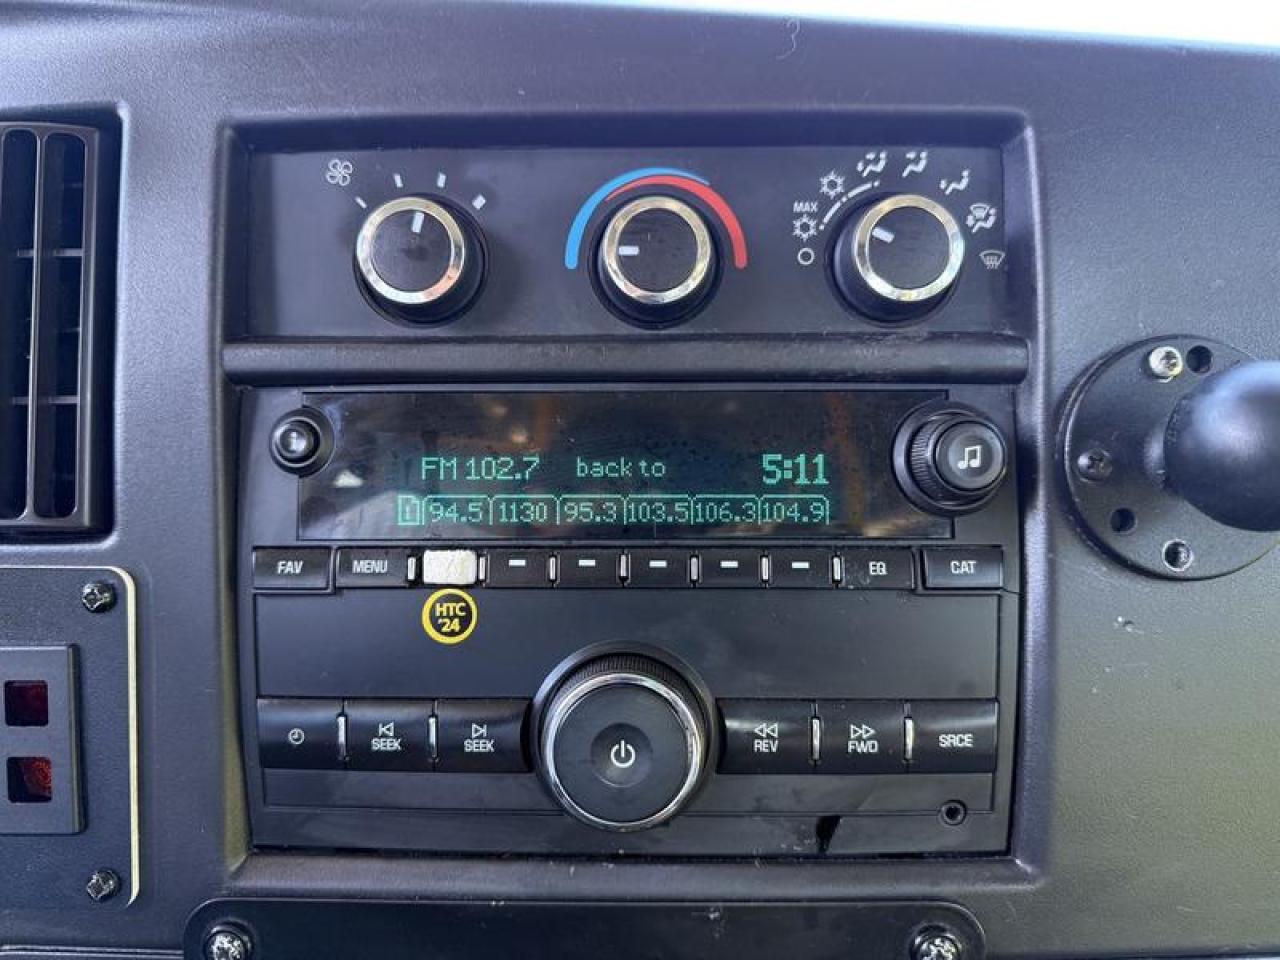 MAX
FM 102.7 back to 5:11
94.5 1130 95.3 103.5 106.3 104.9
FAV MENU EQ CAT
HTC
'24
SEEK SEEK REV FWD SRCE